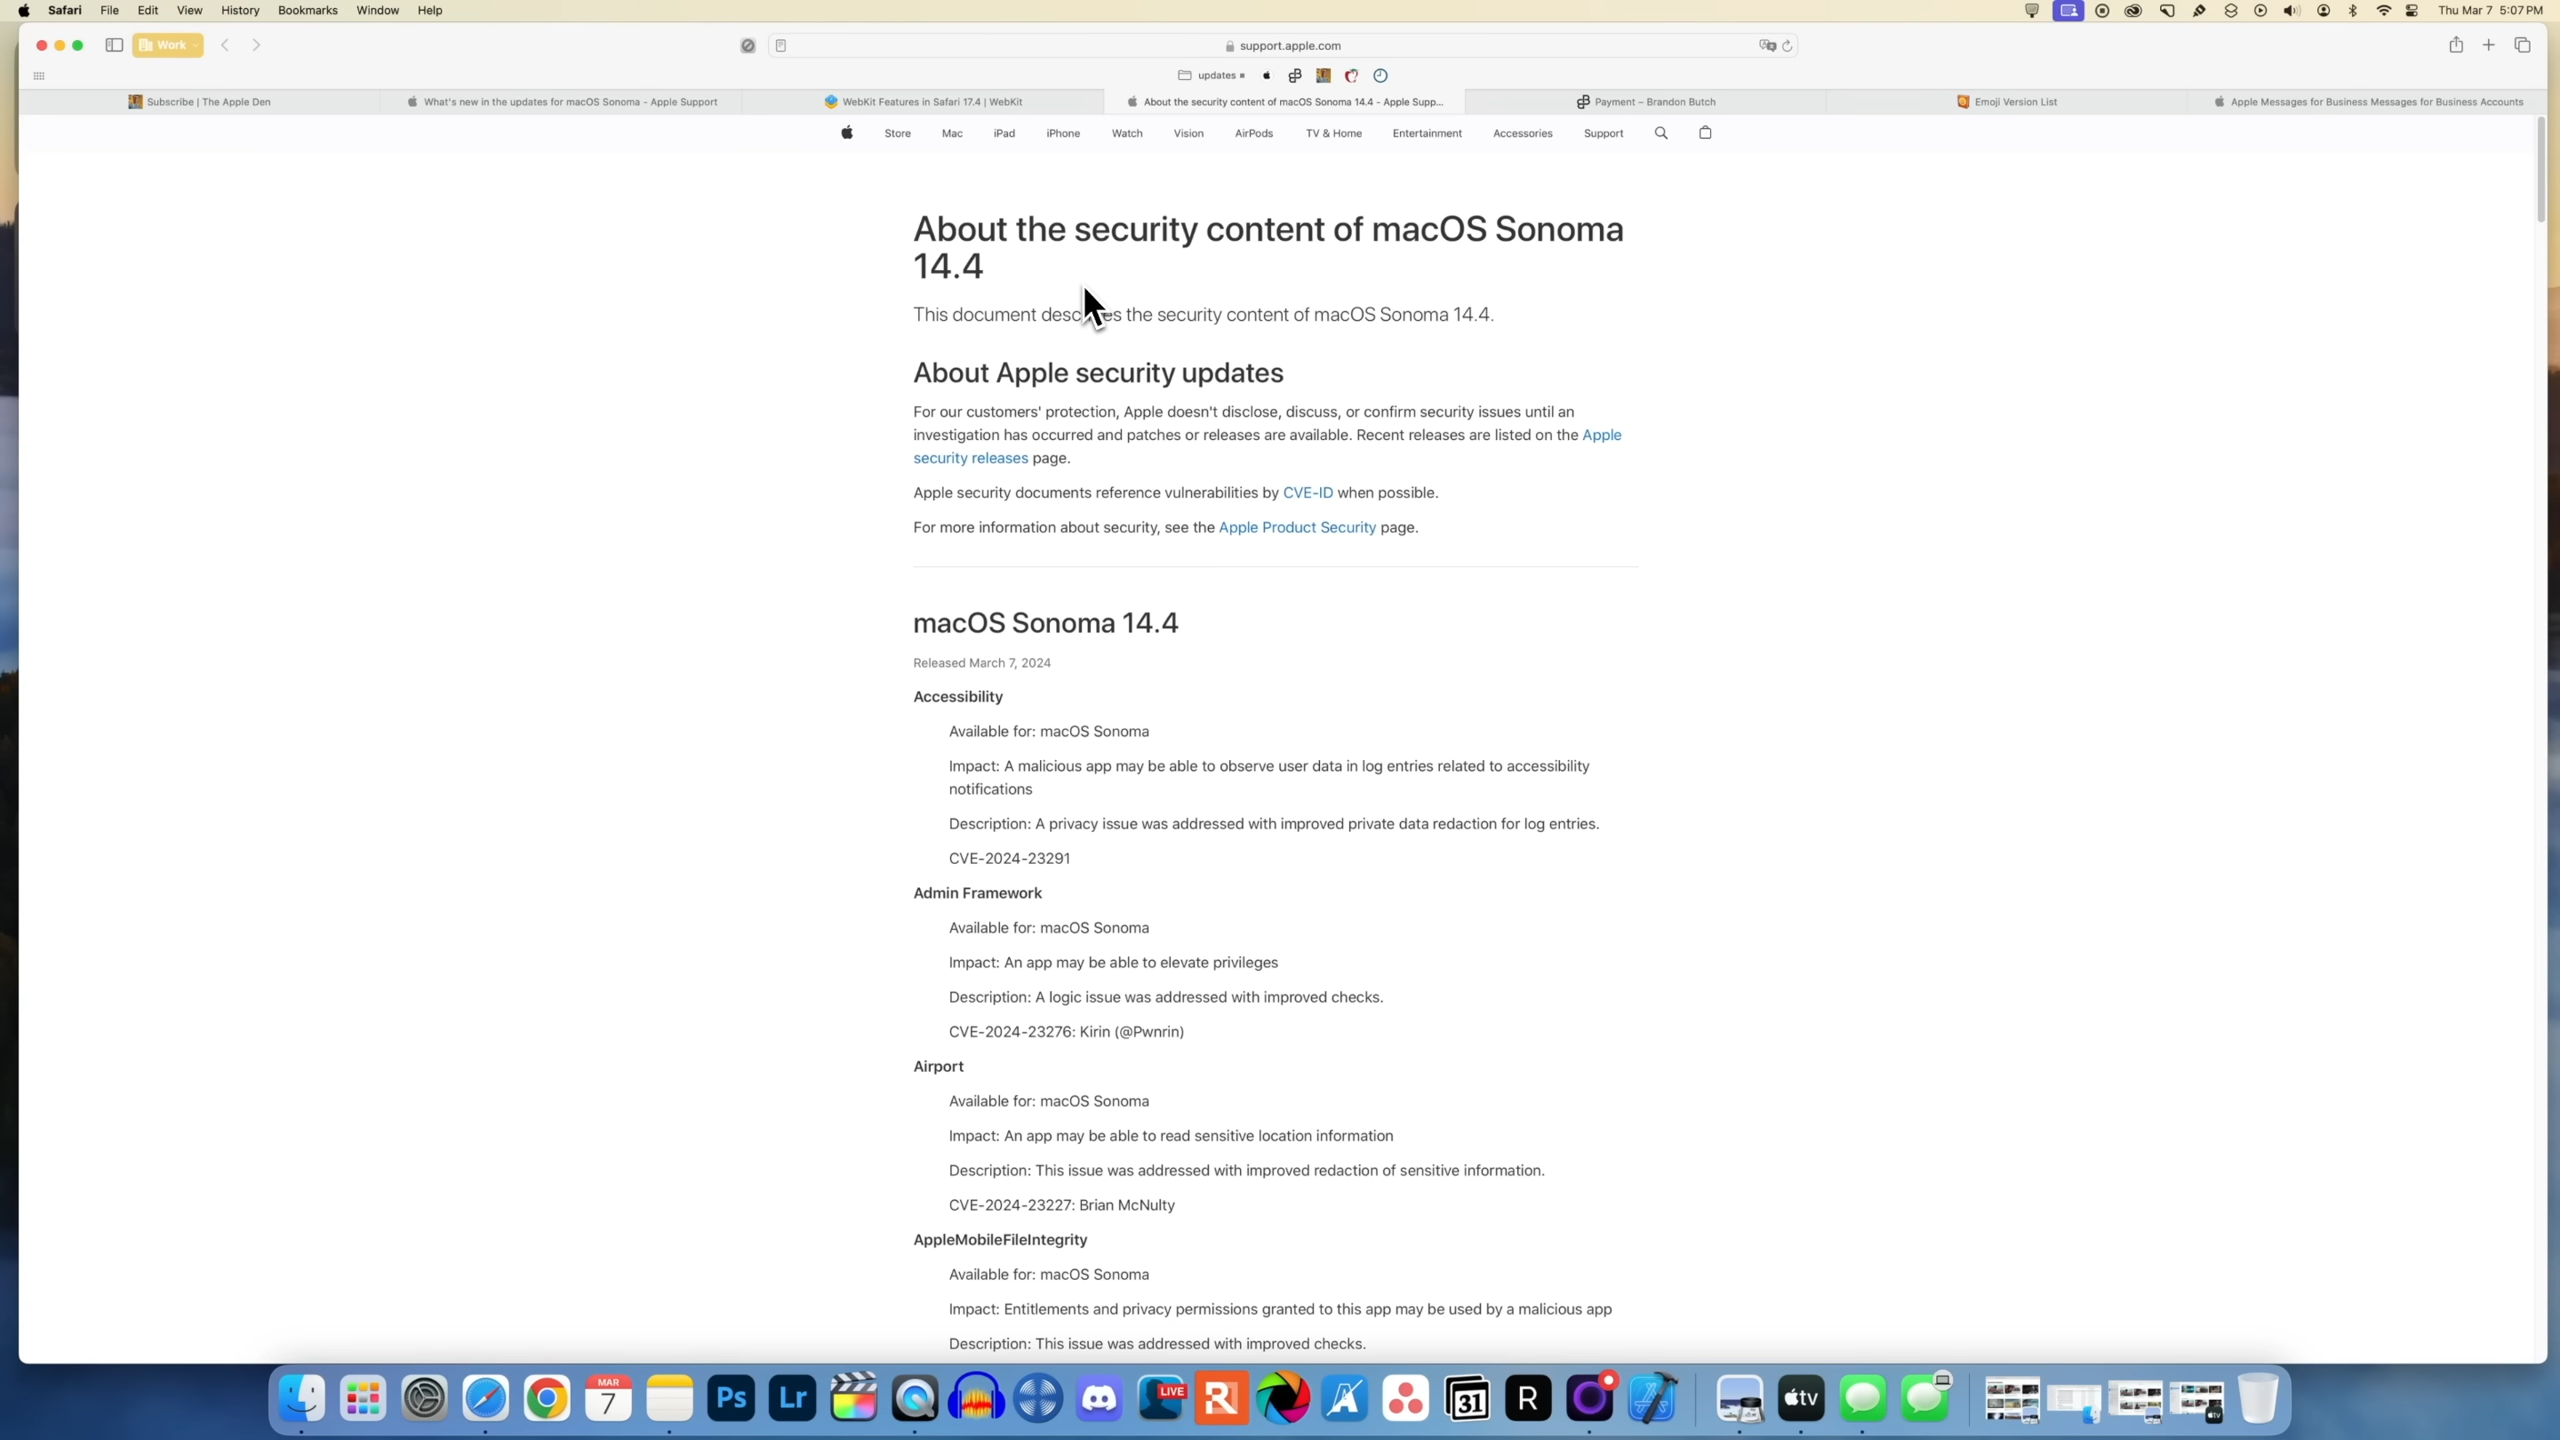 Safari File Edit View History Bookmarks Window Help Thu Mar 7 5:07 PM
Work support.apple.com
updates
Subscribe | The Apple Den What's new in the updates for macOS Sonoma - Apple Support WebKit Features in Safari 17.4 | WebKit About the security content of macOS Sonoma 14.4 - Apple Supp... Payment – Brandon Butch Emoji Version List Apple Messages for Business Messages for Business Accounts
Store Mac iPad iPhone Watch Vision AirPods TV & Home Entertainment Accessories Support
About the security content of macOS Sonoma
14.4
This document describes the security content of macOS Sonoma 14.4.
About Apple security updates
For our customers' protection, Apple doesn't disclose, discuss, or confirm security issues until an
investigation has occurred and patches or releases are available. Recent releases are listed on the Apple
security releases page.
Apple security documents reference vulnerabilities by CVE-ID when possible.
For more information about security, see the Apple Product Security page.
macOS Sonoma 14.4
Released March 7, 2024
Accessibility
Available for: macOS Sonoma
Impact: A malicious app may be able to observe user data in log entries related to accessibility
notifications
Description: A privacy issue was addressed with improved private data redaction for log entries.
CVE-2024-23291
Admin Framework
Available for: macOS Sonoma
Impact: An app may be able to elevate privileges
Description: A logic issue was addressed with improved checks.
CVE-2024-23276: Kirin (@Pwnrin)
Airport
Available for: macOS Sonoma
Impact: An app may be able to read sensitive location information
Description: This issue was addressed with improved redaction of sensitive information.
CVE-2024-23227: Brian McNulty
AppleMobileFileIntegrity
Available for: macOS Sonoma
Impact: Entitlements and privacy permissions granted to this app may be used by a malicious app
Description: This issue was addressed with improved checks.
MAR
7 Ps Lr LIVE R 31 R tv